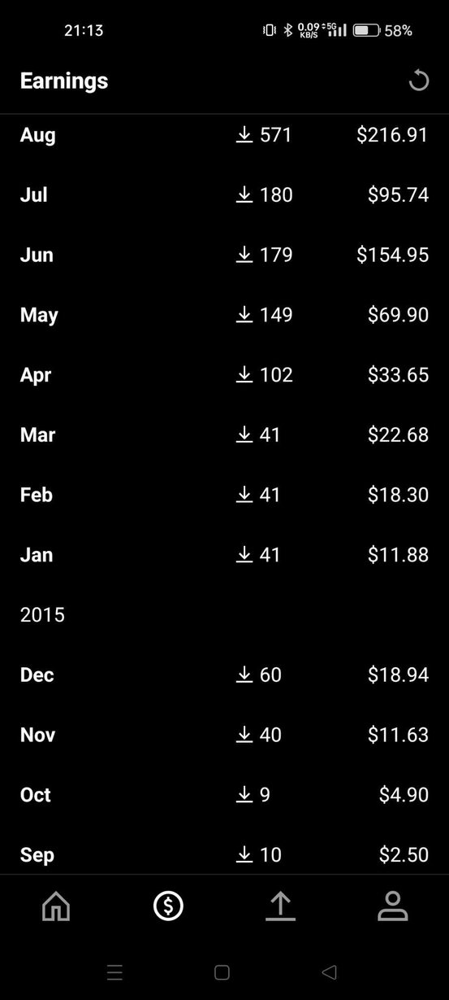 21:13 0.09 KB/S 5G 58%
Earnings
Aug 571 $216.91
Jul 180 $95.74
Jun 179 $154.95
May 149 $69.90
Apr 102 $33.65
Mar 41 $22.68
Feb 41 $18.30
Jan 41 $11.88
2015
Dec 60 $18.94
Nov 40 $11.63
Oct 9 $4.90
Sep 10 $2.50